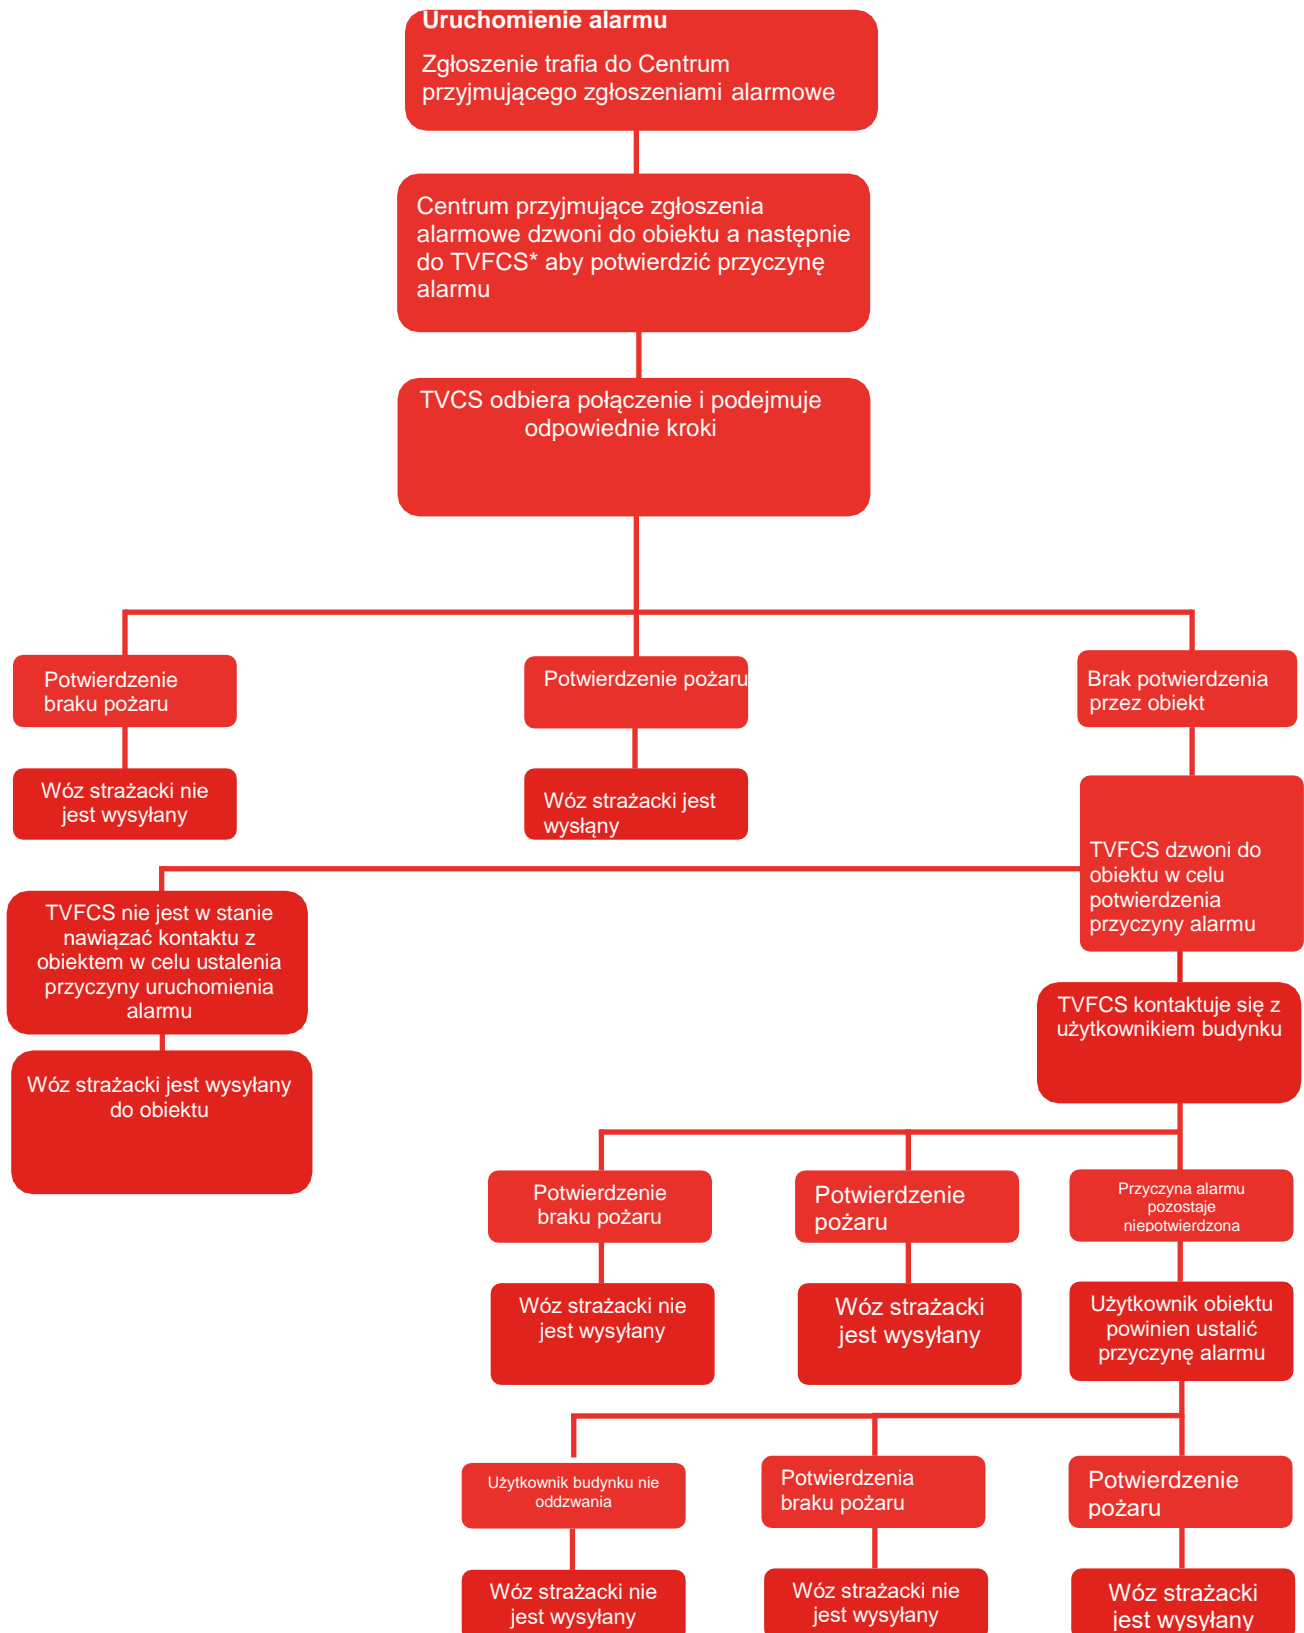 Uruchomienie alarmu
Zgłoszenie trafia do Centrum
przyjmującego zgłoszeniami alarmowe
Centrum przyjmujące zgłoszenia
alarmowe dzwoni do obiektu a następnie
do TVFCS* aby potwierdzić przyczynę
alarmu
TVCS odbiera połączenie i podejmuje
odpowiednie kroki
Potwierdzenie
braku pożaru
Potwierdzenie pożaru
Brak potwierdzenia
przez obiekt
Wóz strażacki nie
jest wysyłany
Wóz strażacki jest
wysłąny
TVFCS dzwoni do
obiektu w celu
potwierdzenia
przyczyny alarmu
TVFCS nie jest w stanie
nawiązać kontaktu z
obiektem w celu ustalenia
przyczyny uruchomienia
alarmu
TVFCS kontaktuje się z
użytkownikiem budynku
Wóz strażacki jest wysyłany
do obiektu
Potwierdzenie
braku pożaru
Potwierdzenie
pożaru
Przyczyna alarmu
pozostaje
niepotwierdzona
Wóz strażacki nie
jest wysyłany
Wóz strażacki
jest wysyłany
Użytkownik obiektu
powinien ustalić
przyczynę alarmu
Użytkownik budynku nie
oddzwania
Potwierdzenia
braku pożaru
Potwierdzenie
pożaru
Wóz strażacki nie
jest wysyłany
Wóz strażacki nie
jest wysyłany
Wóz strażacki
jest wysyłany